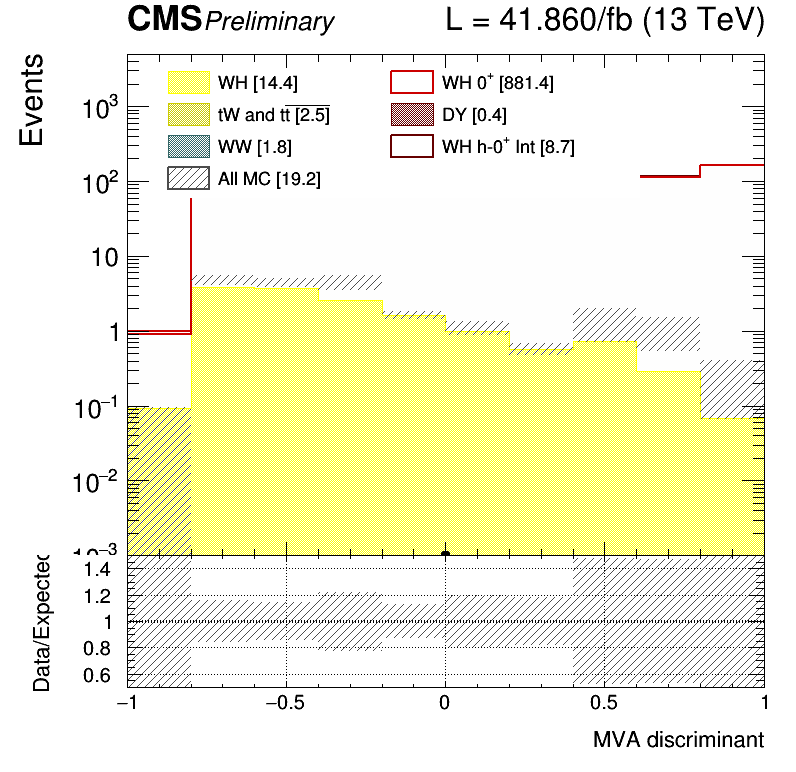 CMS Preliminary L = 41.860/fb (13 TeV)
Events
WH [14.4] WH 0⁺ [881.4]
tW and tt̅ [2.5] DY [0.4]
WW [1.8] WH h-0⁺ Int [8.7]
All MC [19.2]
10³
10²
10
1
10⁻¹
10⁻²
10⁻³
Data/Expected
1.4
1.2
1
0.8
0.6
−1 −0.5 0 0.5 1
MVA discriminant